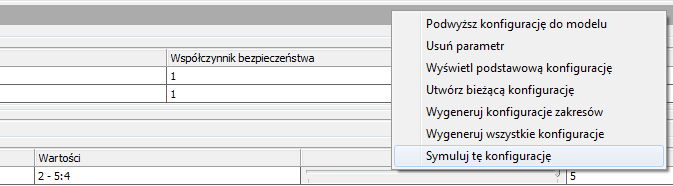 Podwyższ konfigurację do modelu
Usuń parametr
Współczynnik bezpieczeństwa
Wyświetl podstawową konfigurację
1
Utwórz bieżącą konfigurację
1
Wygeneruj konfiguracje zakresów
Wygeneruj wszystkie konfiguracje
Wartości
Symuluj tę konfigurację
2 - 5:4
5